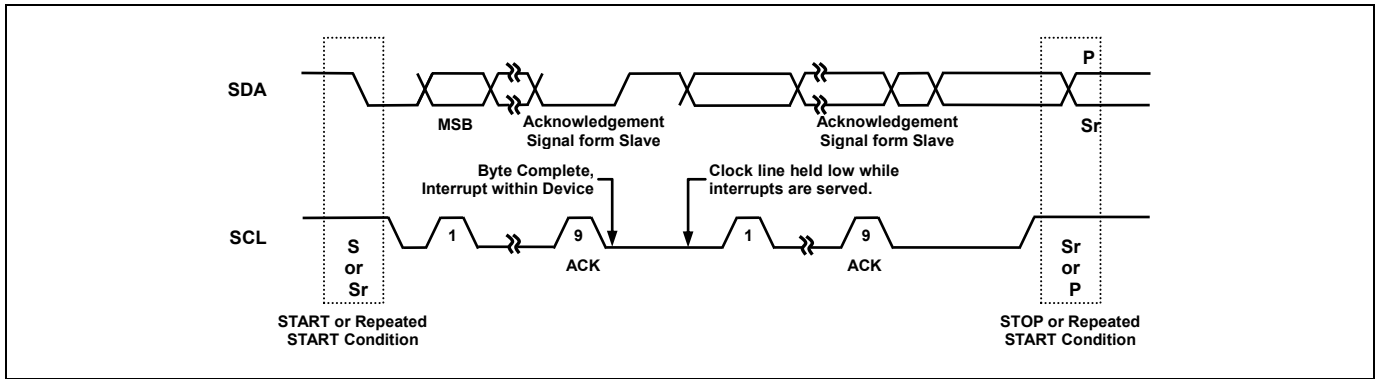 P
SDA
MSB
Acknowledgement
Signal form Slave
Acknowledgement
Signal form Slave
Sr
Byte Complete,
Interrupt within Device
Clock line held low while
interrupts are served.
SCL
S
or
Sr
1
9
ACK
1
9
ACK
Sr
or
P
START or Repeated
START Condition
STOP or Repeated
START Condition